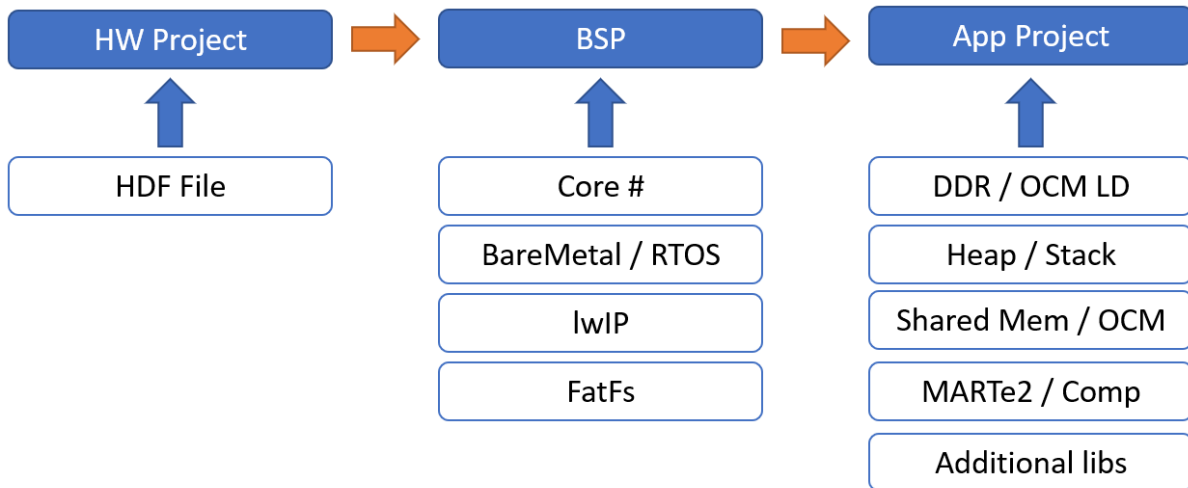 HW Project
BSP
App Project
HDF File
Core #
DDR / OCM LD
BareMetal / RTOS
Heap / Stack
lwIP
Shared Mem / OCM
FatFs
MARTe2 / Comp
Additional libs